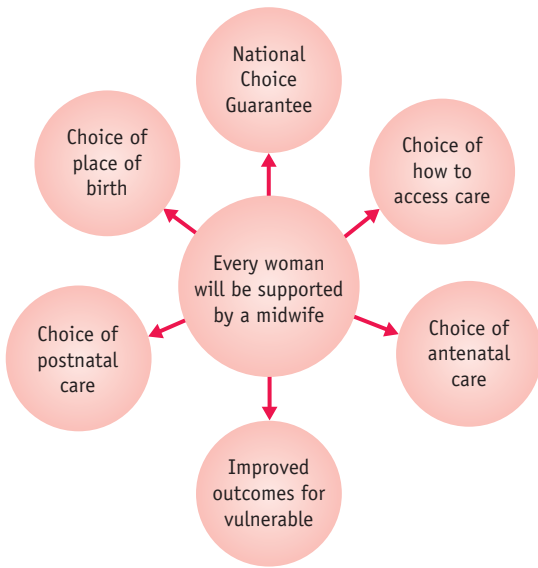 National
Choice
Guarantee
Choice of
place of
birth
Choice of
how to
access care
Every woman
will be supported
by a midwife
Choice of
postnatal
care
Choice of
antenatal
care
Improved
outcomes for
vulnerable